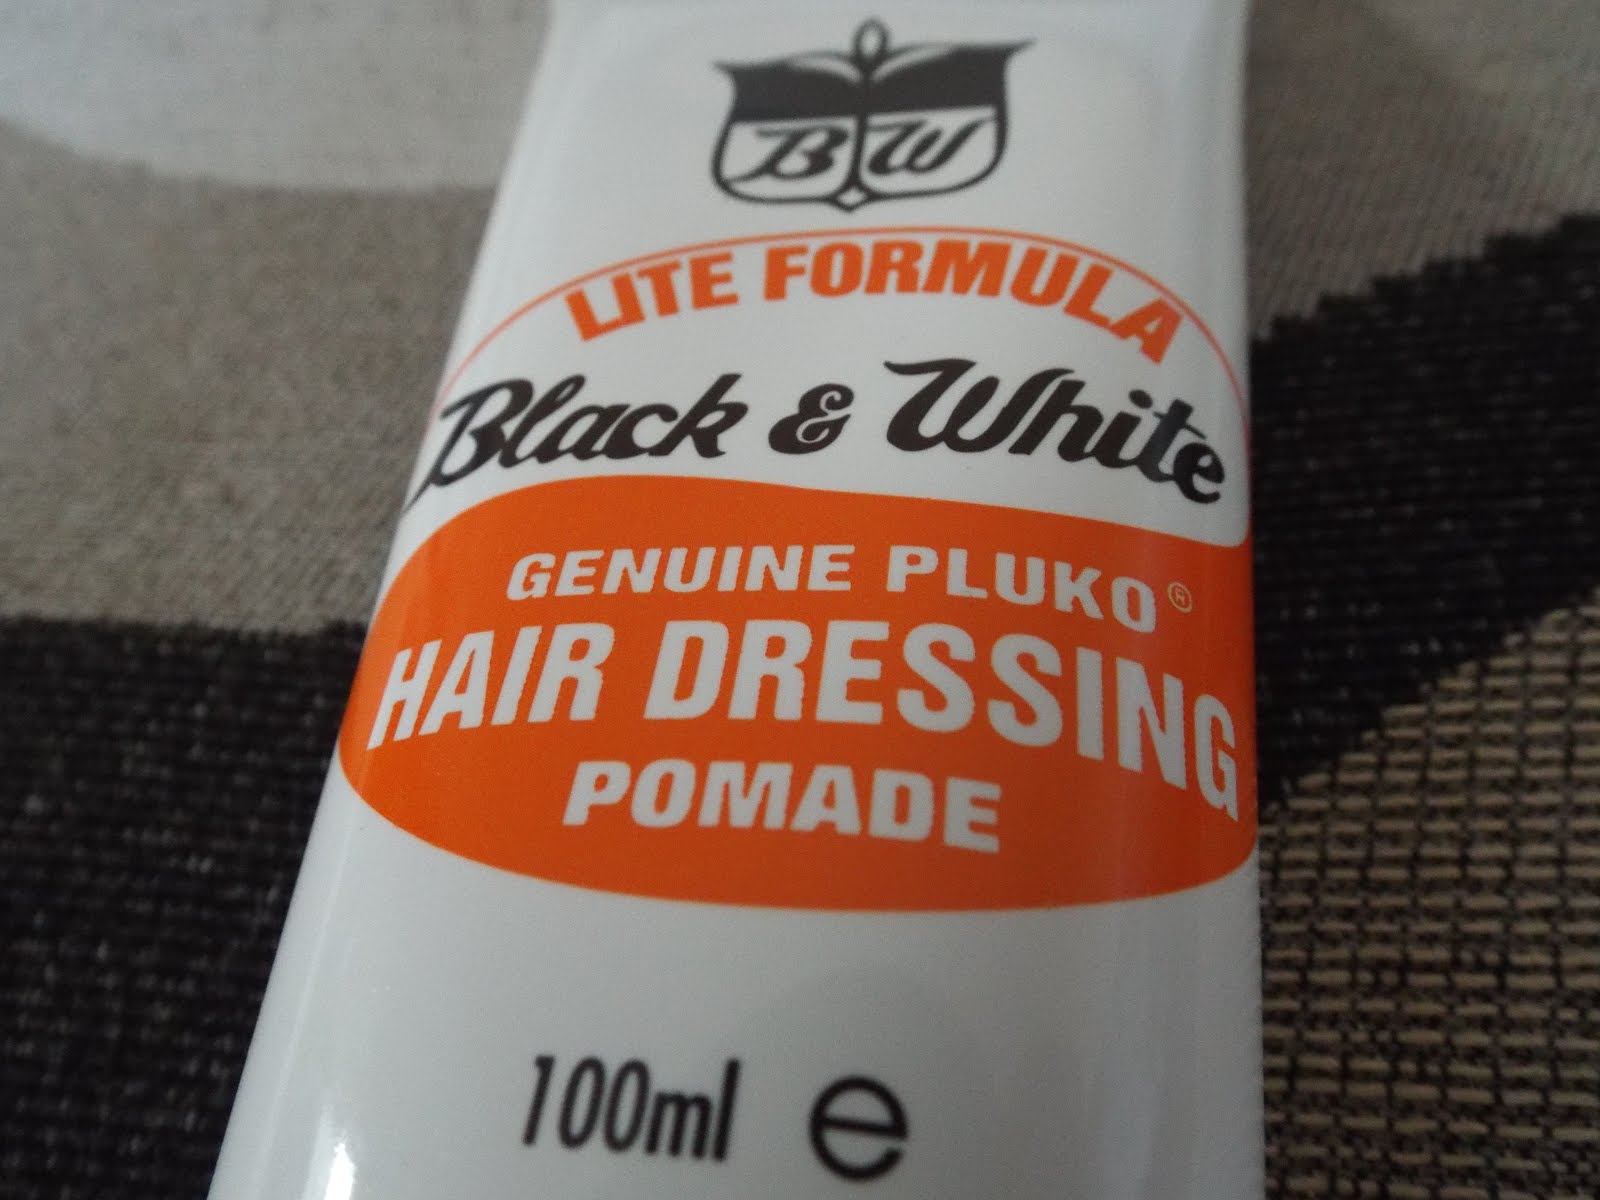 BW
LITE FORMULA
Black & White
GENUINE PLUKO®
HAIR DRESSING
POMADE
100ml ℮